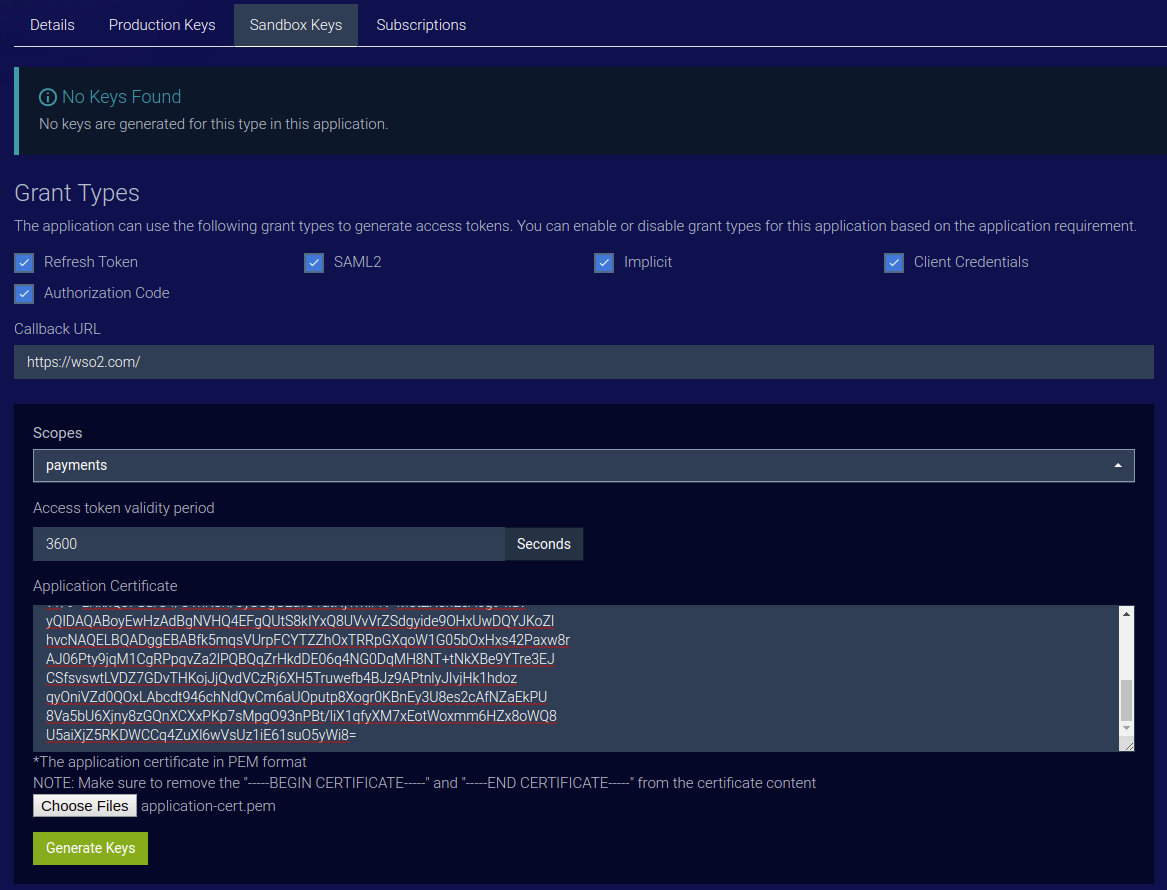 Details Production Keys Sandbox Keys Subscriptions
No Keys Found
No keys are generated for this type in this application.
Grant Types
The application can use the following grant types to generate access tokens. You can enable or disable grant types for this application based on the application requirement.
Refresh Token SAML2 Implicit Client Credentials
Authorization Code
Callback URL
https://wso2.com/
Scopes
payments
Access token validity period
3600 Seconds
Application Certificate
yQIDAQABoyEwHzAdBgNVHQ4EFgQUtS8kIYxQ8UVvVrZSdgyide9OHxUwDQYJKoZI
hvcNAQELBQADggEBABfk5mqsVUrpFCYTZZhOxTRRpGXqoW1G05bOxHxs42Paxw8r
AJ06Pty9jqM1CgRPpqvZa2lPQBQqZrHkdDE06q4NG0DqMH8NT+tNkXBe9YTre3EJ
CSfsvswtLVDZ7GDvTHKojJjQvdVCzRj6XH5Truwefb4BJz9APtnlyJlvjHk1hdoz
qyOniVZd0QOxLAbcdt946chNdQvCm6aUOputp8Xogr0KBnEy3U8es2cAfNZaEkPU
8Va5bU6Xjny8zGQnXCXxPKp7sMpgO93nPBt/IiX1qfyXM7xEotWoxmm6HZx8oWQ8
U5aiXjZ5RKDWCCq4ZuXl6wVsUz1iE61suO5yWi8=
*The application certificate in PEM format
NOTE: Make sure to remove the "-----BEGIN CERTIFICATE-----" and "-----END CERTIFICATE-----" from the certificate content
Choose Files application-cert.pem
Generate Keys